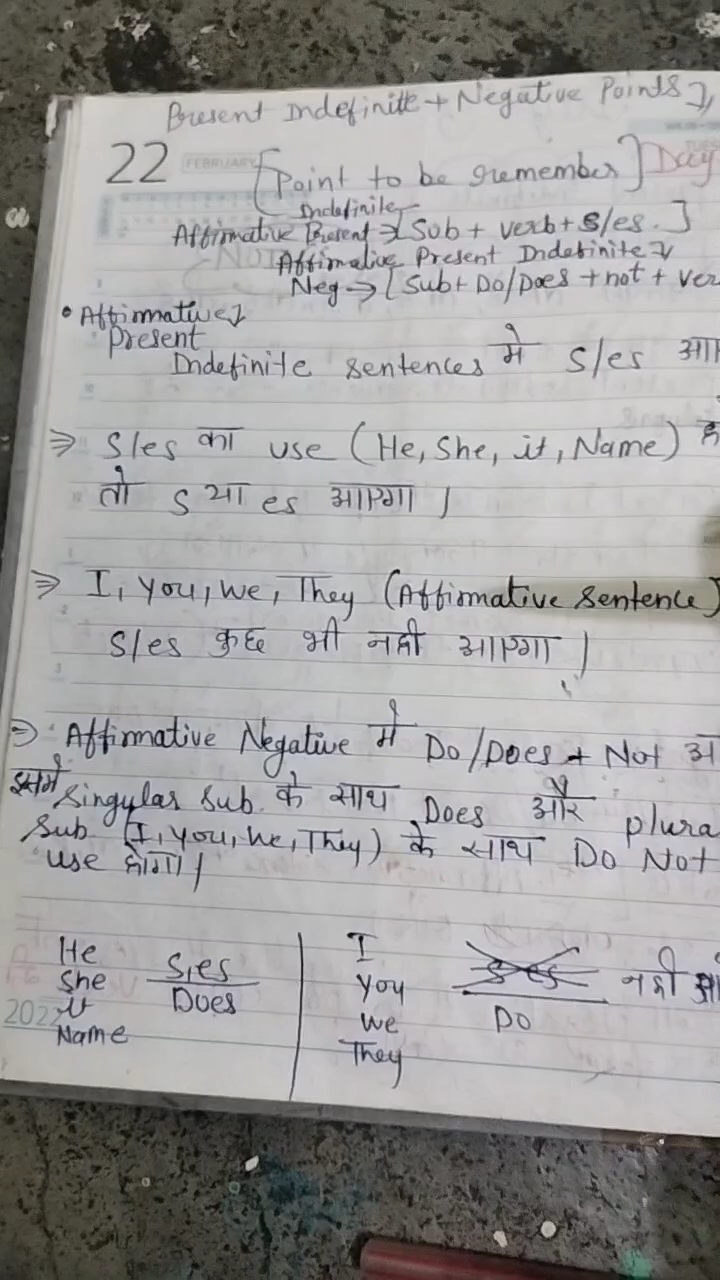 Present Indefinite + Negative Points
22 FEBRUARY [Point to be remember] Day
Indefinite
Affirmative Present → [Sub + verb + s/es.]
Affirmative Present Indefinite
Neg → [Sub + Do/Does + not + ver
• Affirmative
Present
Indefinite sentences में s/es आ
⇒ S/es का use (He, She, it, Name)
तो s या es आएगा ।
⇒ I, You, We, They (Affirmative Sentence)
S/es कुछ भी नही आएगा ।
⇒ Affirmative Negative में Do/Does + Not अ
इसमें Singular Sub. के साथ Does और plura
Sub (I, you, we, They) के साथ Do Not
use होगा ।
He
She S,es
it Does
2022 Name
I
You s es नही आ
We Do
They